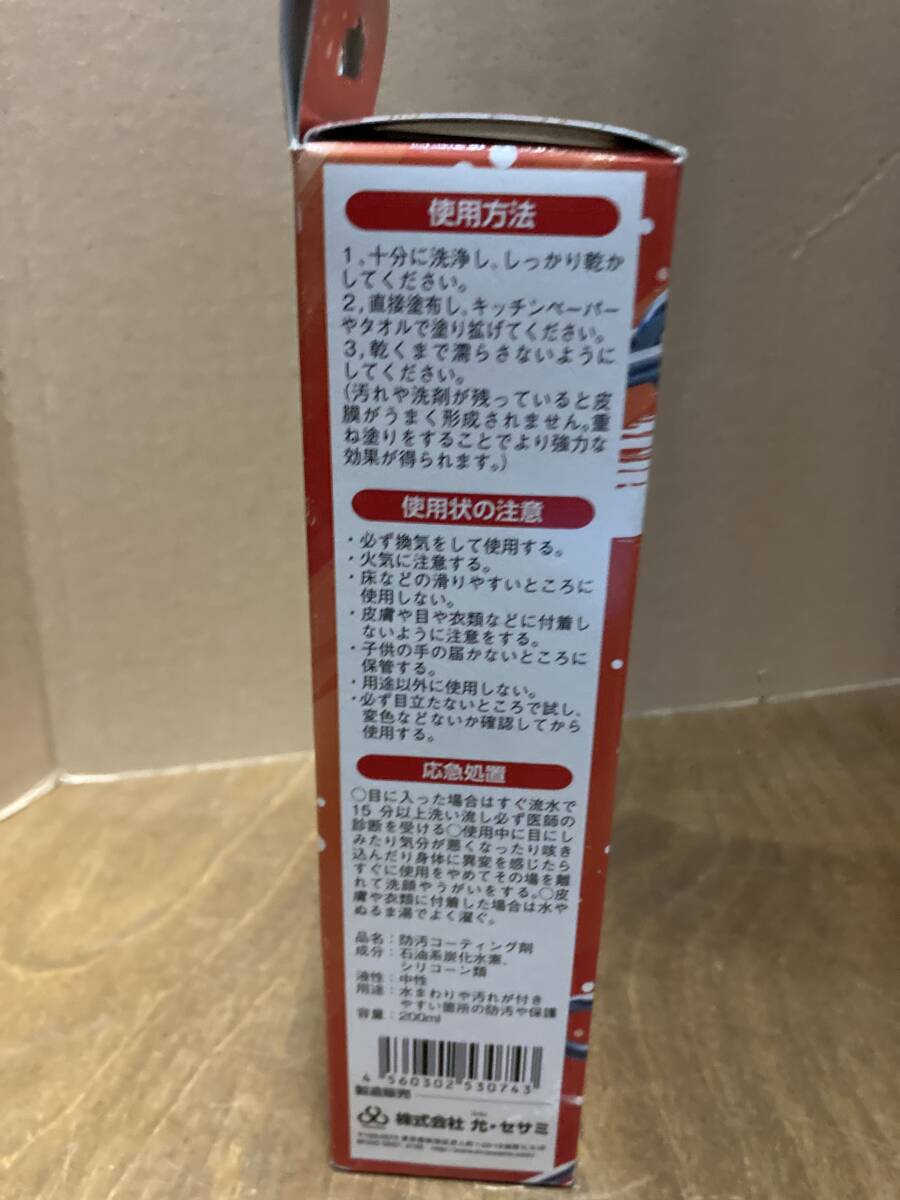 使用方法
1、十分に洗浄し、しっかり乾か
してください。
2,直接塗布し、キッチンペーパー
やタオルで塗り拡げてください。
3,乾くまで濡らさないように
してください。
(汚れや洗剤が残っていると皮
膜がうまく形成されません。重
ね塗りをすることでより強力な
効果が得られます。)
使用状の注意
・必ず換気をして使用する。
・火気に注意する。
・床などの滑りやすいところに
使用しない。
・皮膚や目や衣類などに付着し
ないように注意をする。
・子供の手の届かないところに
保管する。
・用途以外に使用しない。
・必ず目立たないところで試し、
変色などないか確認してから
使用する。
応急処置
○目に入った場合はすぐ流水で
15 分以上洗い流し必ず医師の
診断を受ける○使用中に目にし
みたり気分が悪くなったり咳き
込んだり身体に異変を感じたら
すぐに使用をやめてその場を離
れて洗顔やうがいをする。○皮
膚や衣類に付着した場合は水や
ぬるま湯でよく濯ぐ。
品名：防汚コーティング剤
成分：石油系炭化水素、
シリコーン類
液性：中性
用途：水まわりや汚れが付き
やすい箇所の防汚や保護
容量：200ml
4 560302 530743
製造販売
株式会社 允・セサミ